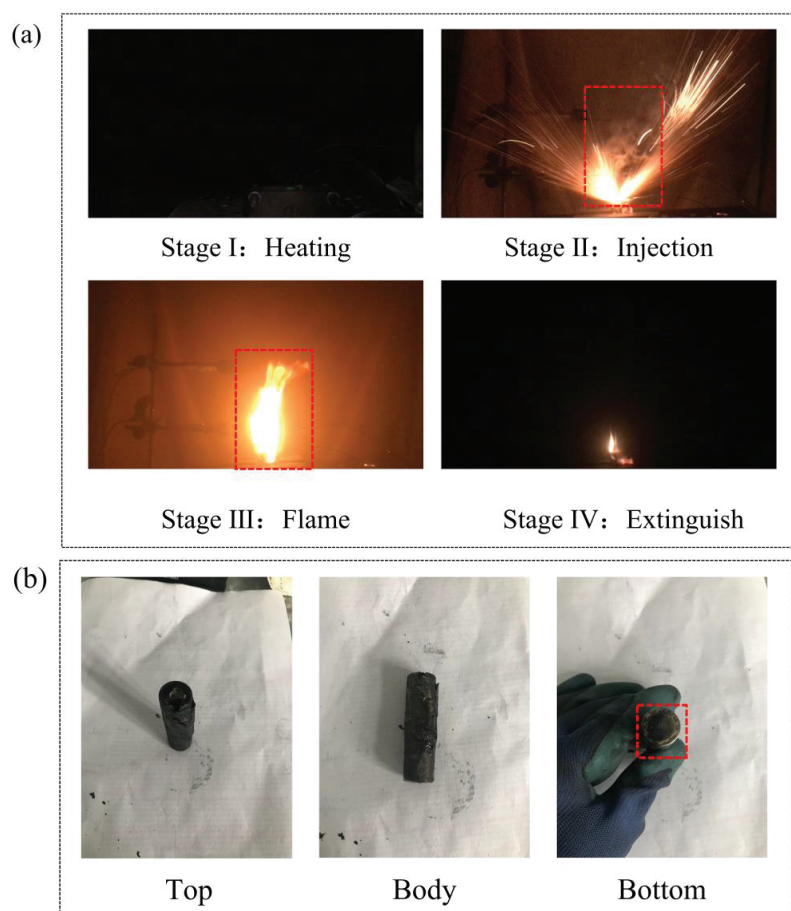 (a)
Stage I: Heating
Stage II: Injection
Stage III: Flame
Stage IV: Extinguish
(b)
Top
Body
Bottom